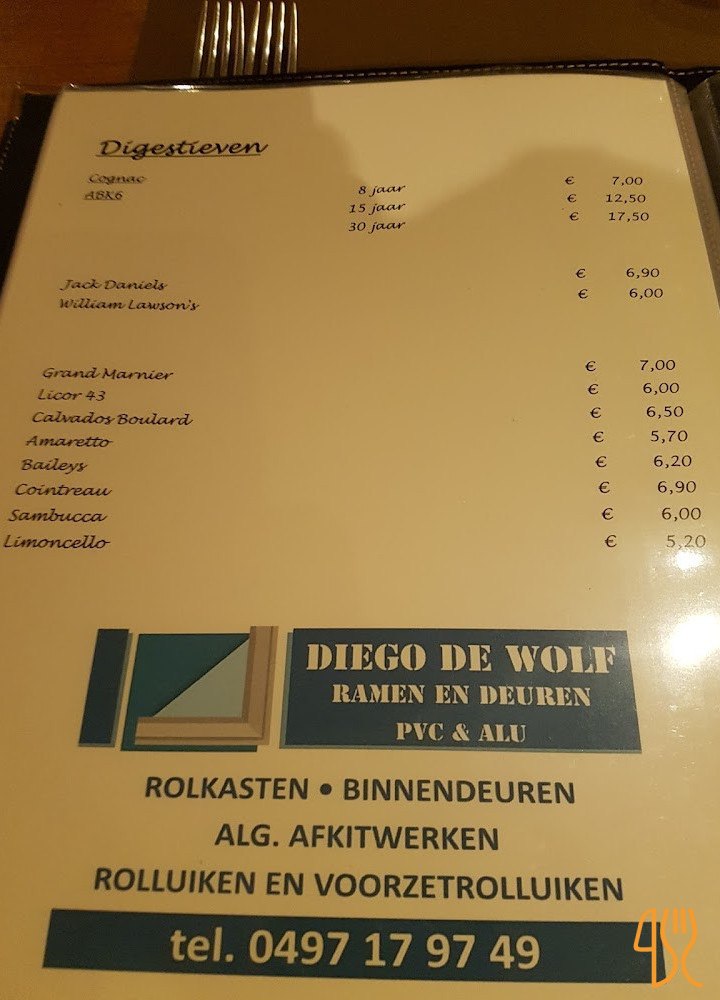 Digestieven
Cognac
ABK6 8 jaar € 7,00
15 jaar € 12,50
30 jaar € 17,50
Jack Daniels € 6,90
William Lawson's € 6,00
Grand Marnier € 7,00
Licor 43 € 6,00
Calvados Boulard € 6,50
Amaretto € 5,70
Baileys € 6,20
Cointreau € 6,90
Sambucca € 6,00
Limoncello € 5,20
DIEGO DE WOLF
RAMEN EN DEUREN
PVC & ALU
ROLKASTEN • BINNENDEUREN
ALG. AFKITWERKEN
ROLLUIKEN EN VOORZETROLLUIKEN
tel. 0497 17 97 49